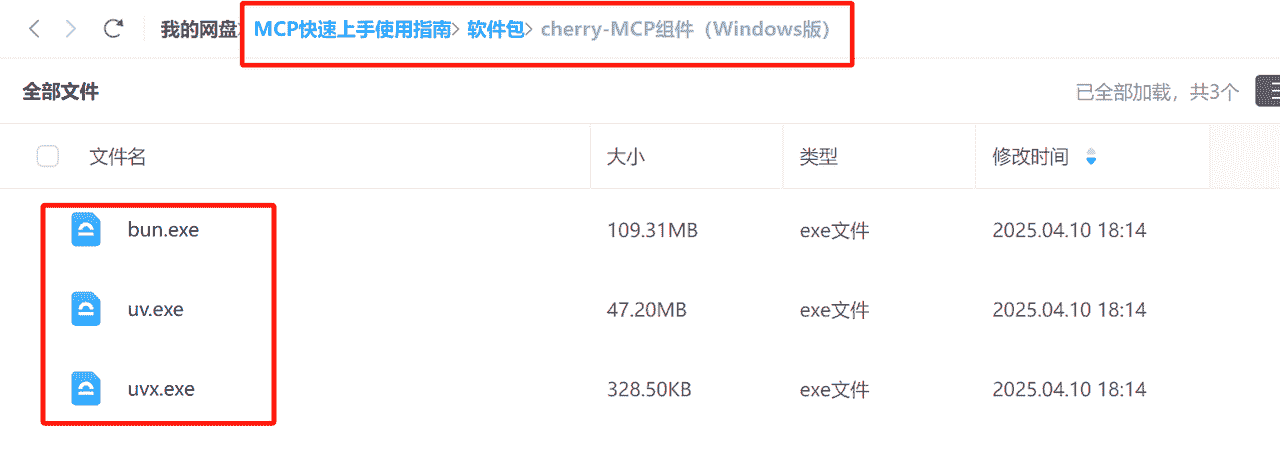 我的网盘 MCP快速上手使用指南> 软件包> cherry-MCP组件（Windows版）
全部文件 已全部加载，共3个
文件名 大小 类型 修改时间
bun.exe 109.31MB exe文件 2025.04.10 18:14
uv.exe 47.20MB exe文件 2025.04.10 18:14
uvx.exe 328.50KB exe文件 2025.04.10 18:14